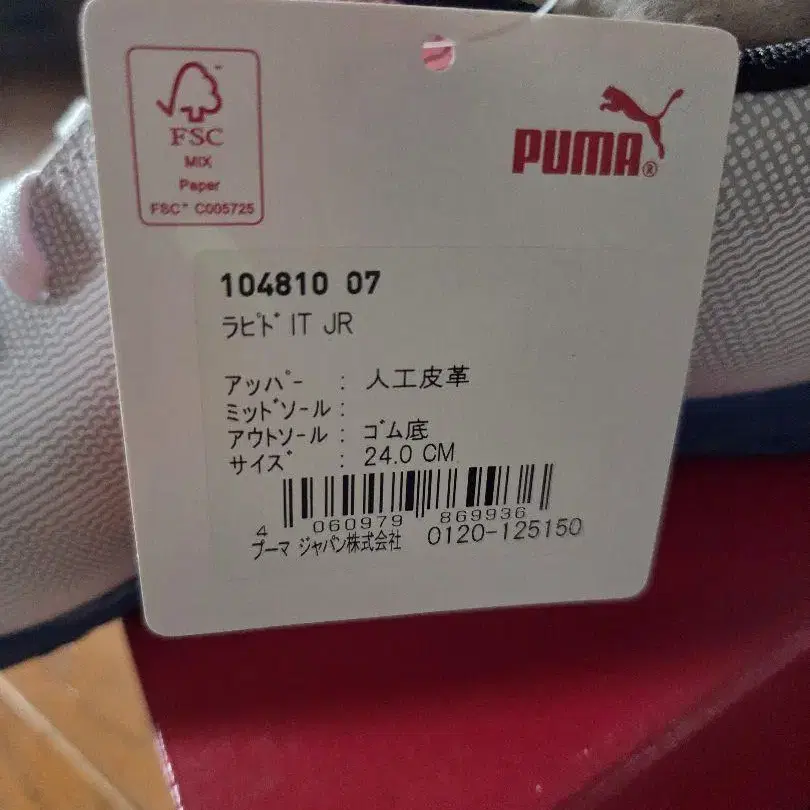 FSC
MIX
Paper
FSC® C005725
PUMA®
104810 07
ラピド IT JR
アッパー : 人工皮革
ミッドソール :
アウトソール : ゴム底
サイズ : 24.0 CM
4 060979 869936
プーマ ジャパン株式会社 0120-125150